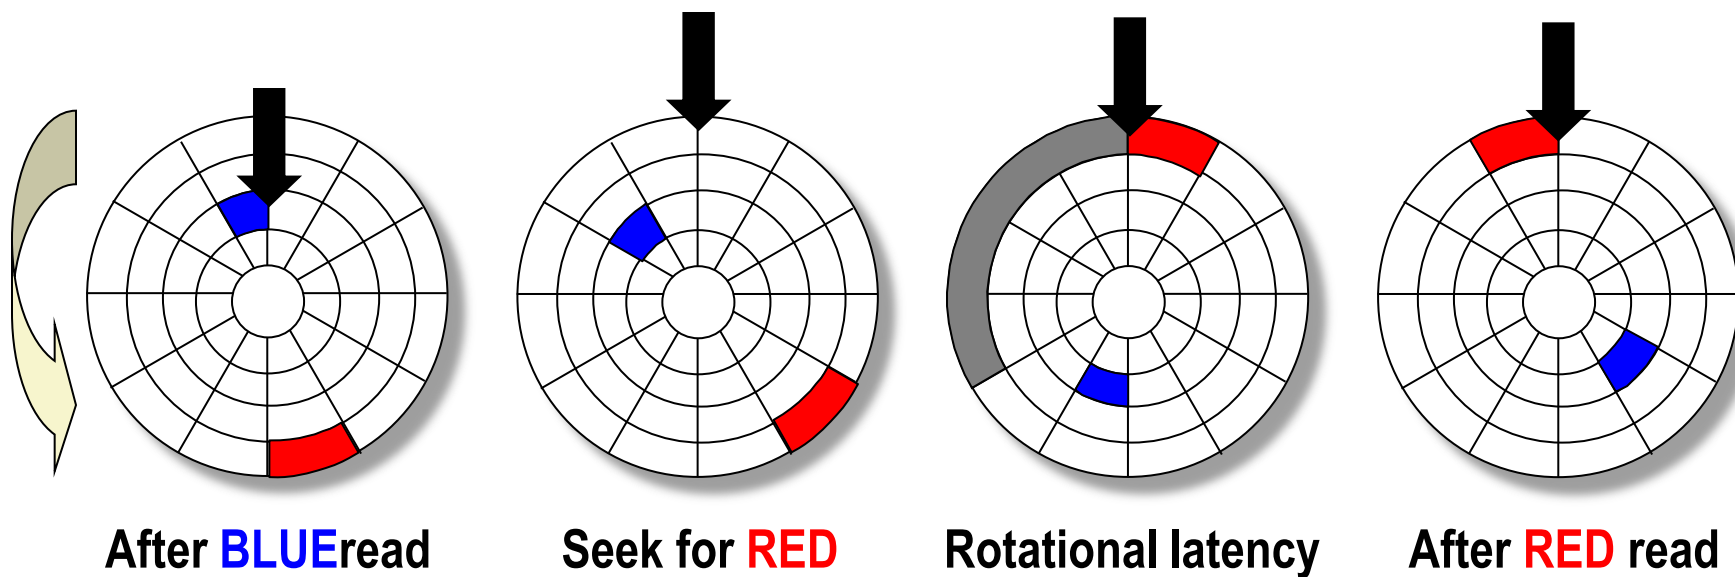 After BLUEread
Seek for RED
Rotational latency
After RED read